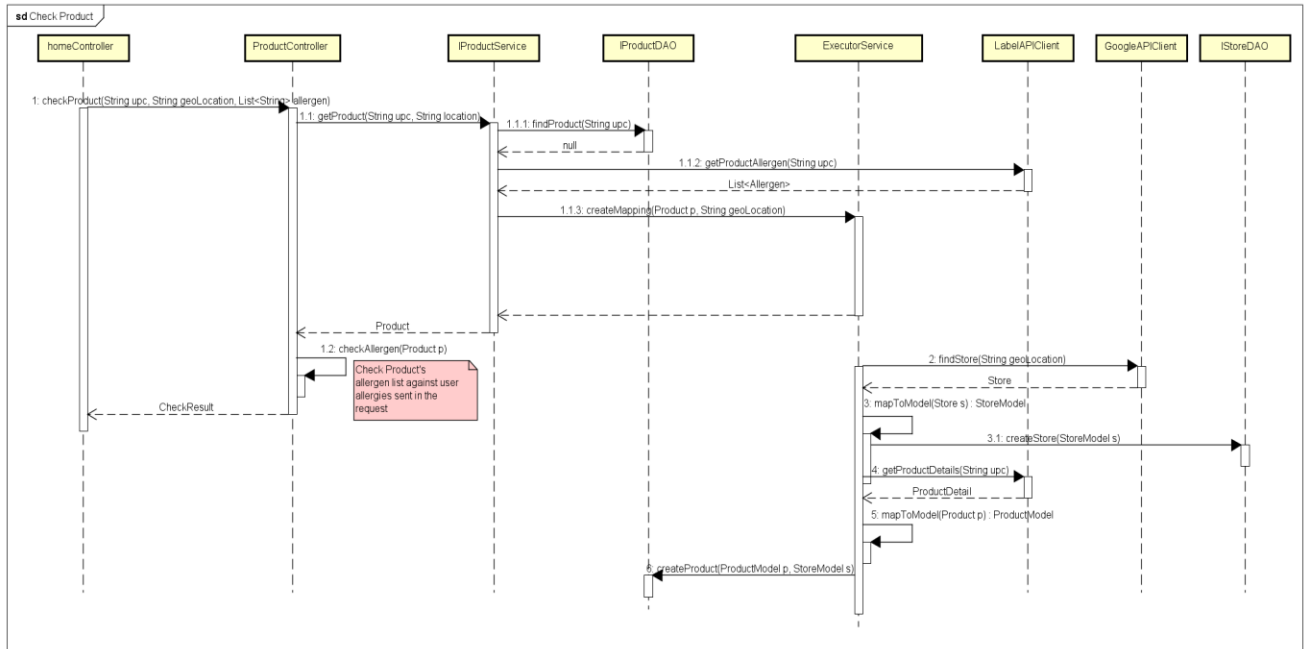 sd Check Product
homeController
ProductController
IProductService
IProductDAO
ExecutorService
LabelAPIClient
GoogleAPIClient
IStoreDAO
1: checkProduct(String upc, String geoLocation, List<String> allergen)
1.1: getProduct(String upc, String location)
1.1.1: findProduct(String upc)
null
1.1.2: getProductAllergen(String upc)
List<Allergen>
1.1.3: createMapping(Product p, String geoLocation)
Product
1.2: checkAllergen(Product p)
Check Product's
allergen list against user
allergies sent in the
request
CheckResult
2: findStore(String geoLocation)
Store
3: mapToModel(Store s) : StoreModel
3.1: createStore(StoreModel s)
4: getProductDetails(String upc)
ProductDetail
5: mapToModel(Product p) : ProductModel
6: createProduct(ProductModel p, StoreModel s)